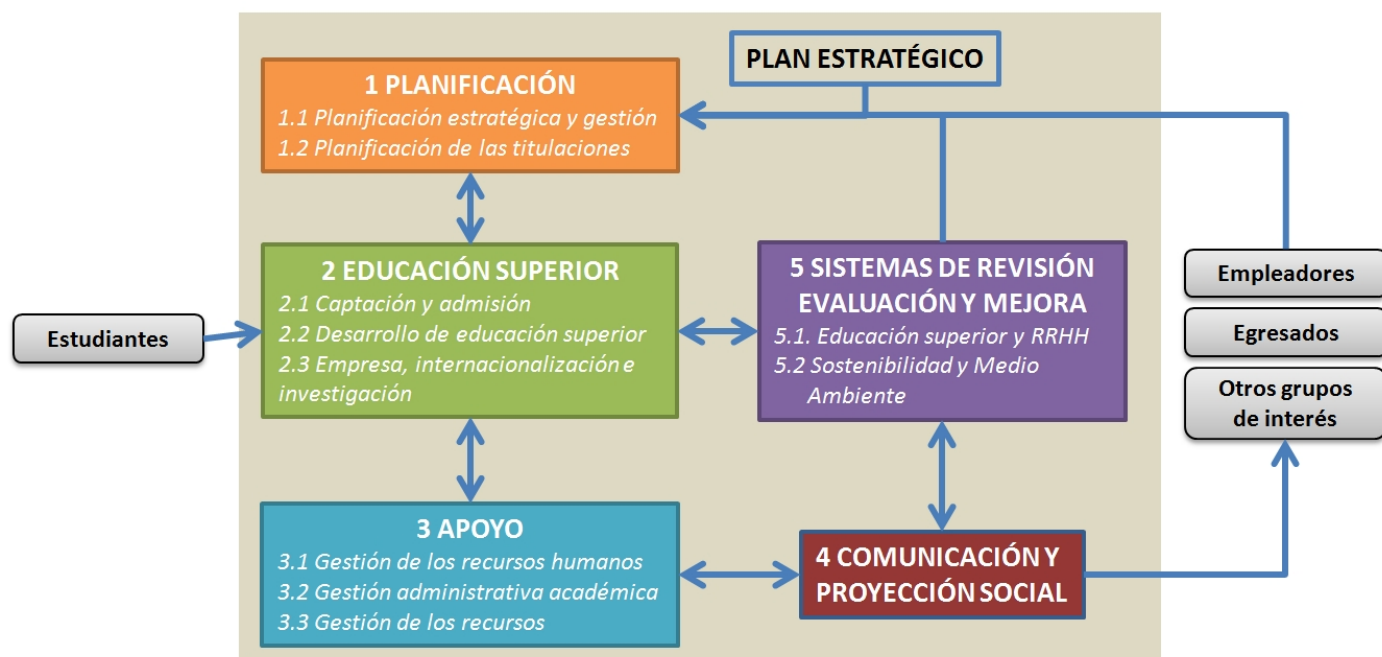 PLAN ESTRATÉGICO
1 PLANIFICACIÓN
1.1 Planificación estratégica y gestión
1.2 Planificación de las titulaciones
2 EDUCACIÓN SUPERIOR
2.1 Captación y admisión
2.2 Desarrollo de educación superior
2.3 Empresa, internacionalización e
investigación
5 SISTEMAS DE REVISIÓN
EVALUACIÓN Y MEJORA
5.1. Educación superior y RRHH
5.2 Sostenibilidad y Medio
Ambiente
Estudiantes
Empleadores
Egresados
Otros grupos
de interés
3 APOYO
3.1 Gestión de los recursos humanos
3.2 Gestión administrativa académica
3.3 Gestión de los recursos
4 COMUNICACIÓN Y
PROYECCIÓN SOCIAL